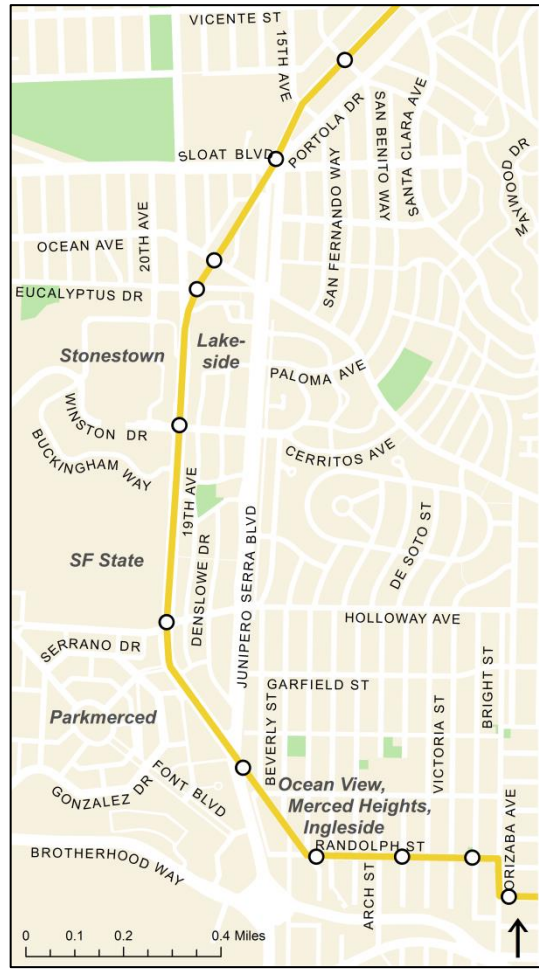 VICENTE ST
15TH AVE
PORTOLA DR
SAN BENITO WAY
SANTA CLARA AVE
MAYWOOD DR
SLOAT BLVD
SAN FERNANDO WAY
20TH AVE
OCEAN AVE
EUCALYPTUS DR
Stonestown
Lake-
side
PALOMA AVE
WINSTON DR
BUCKINGHAM WAY
CERRITOS AVE
19TH AVE
SF State
DENSLOWE DR
JUNIPERO SERRA BLVD
DE SOTO ST
HOLLOWAY AVE
SERRANO DR
GARFIELD ST
BRIGHT ST
Parkmerced
BEVERLY ST
VICTORIA ST
GONZALEZ DR
FONT BLVD
Ocean View,
Merced Heights,
Ingleside
RANDOLPH ST
ORIZABA AVE
BROTHERHOOD WAY
ARCH ST
0 0.1 0.2 0.4 Miles